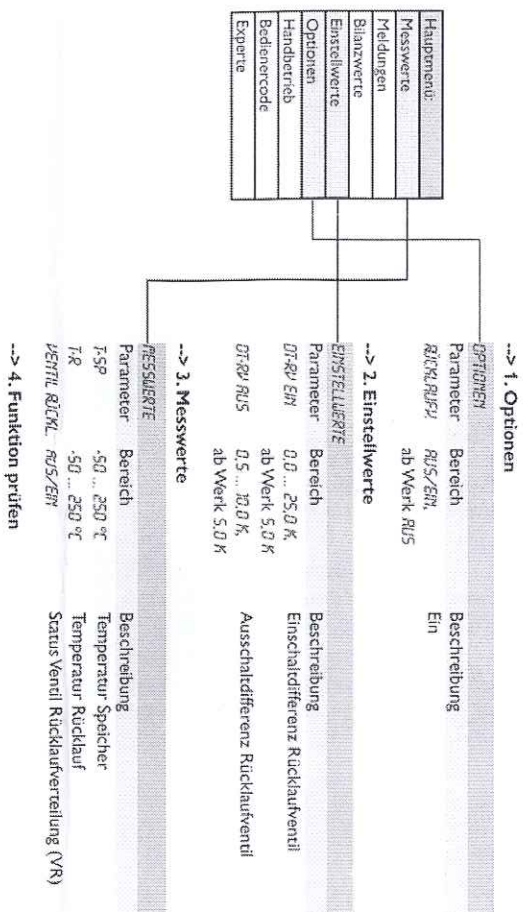 Hauptmenü:
Messwerte
Meldungen
Bilanzwerte
Einstellwerte
Optionen
Handbetrieb
Bedienercode
Experte
--> 1. Optionen
OPTIONEN
Parameter Bereich Beschreibung
RÜCKL.AUFV. AUS/EIN, Ein
ab Werk AUS
--> 2. Einstellwerte
EINSTELLWERTE
Parameter Bereich Beschreibung
DT-RV EIN 0,0 ... 25,0 K, Einschaltdifferenz Rücklaufventil
ab Werk 5,0 K
DT-RV AUS 0,5 ... 10,0 K, Ausschaltdifferenz Rücklaufventil
ab Werk 5,0 K
--> 3. Messwerte
MESSWERTE
Parameter Bereich Beschreibung
T-SP -50 ... 250 °C Temperatur Speicher
T-R -50 ... 250 °C Temperatur Rücklauf
VENTIL RÜCKL. AUS/EIN Status Ventil Rücklaufverteilung (VR)
--> 4. Funktion prüfen